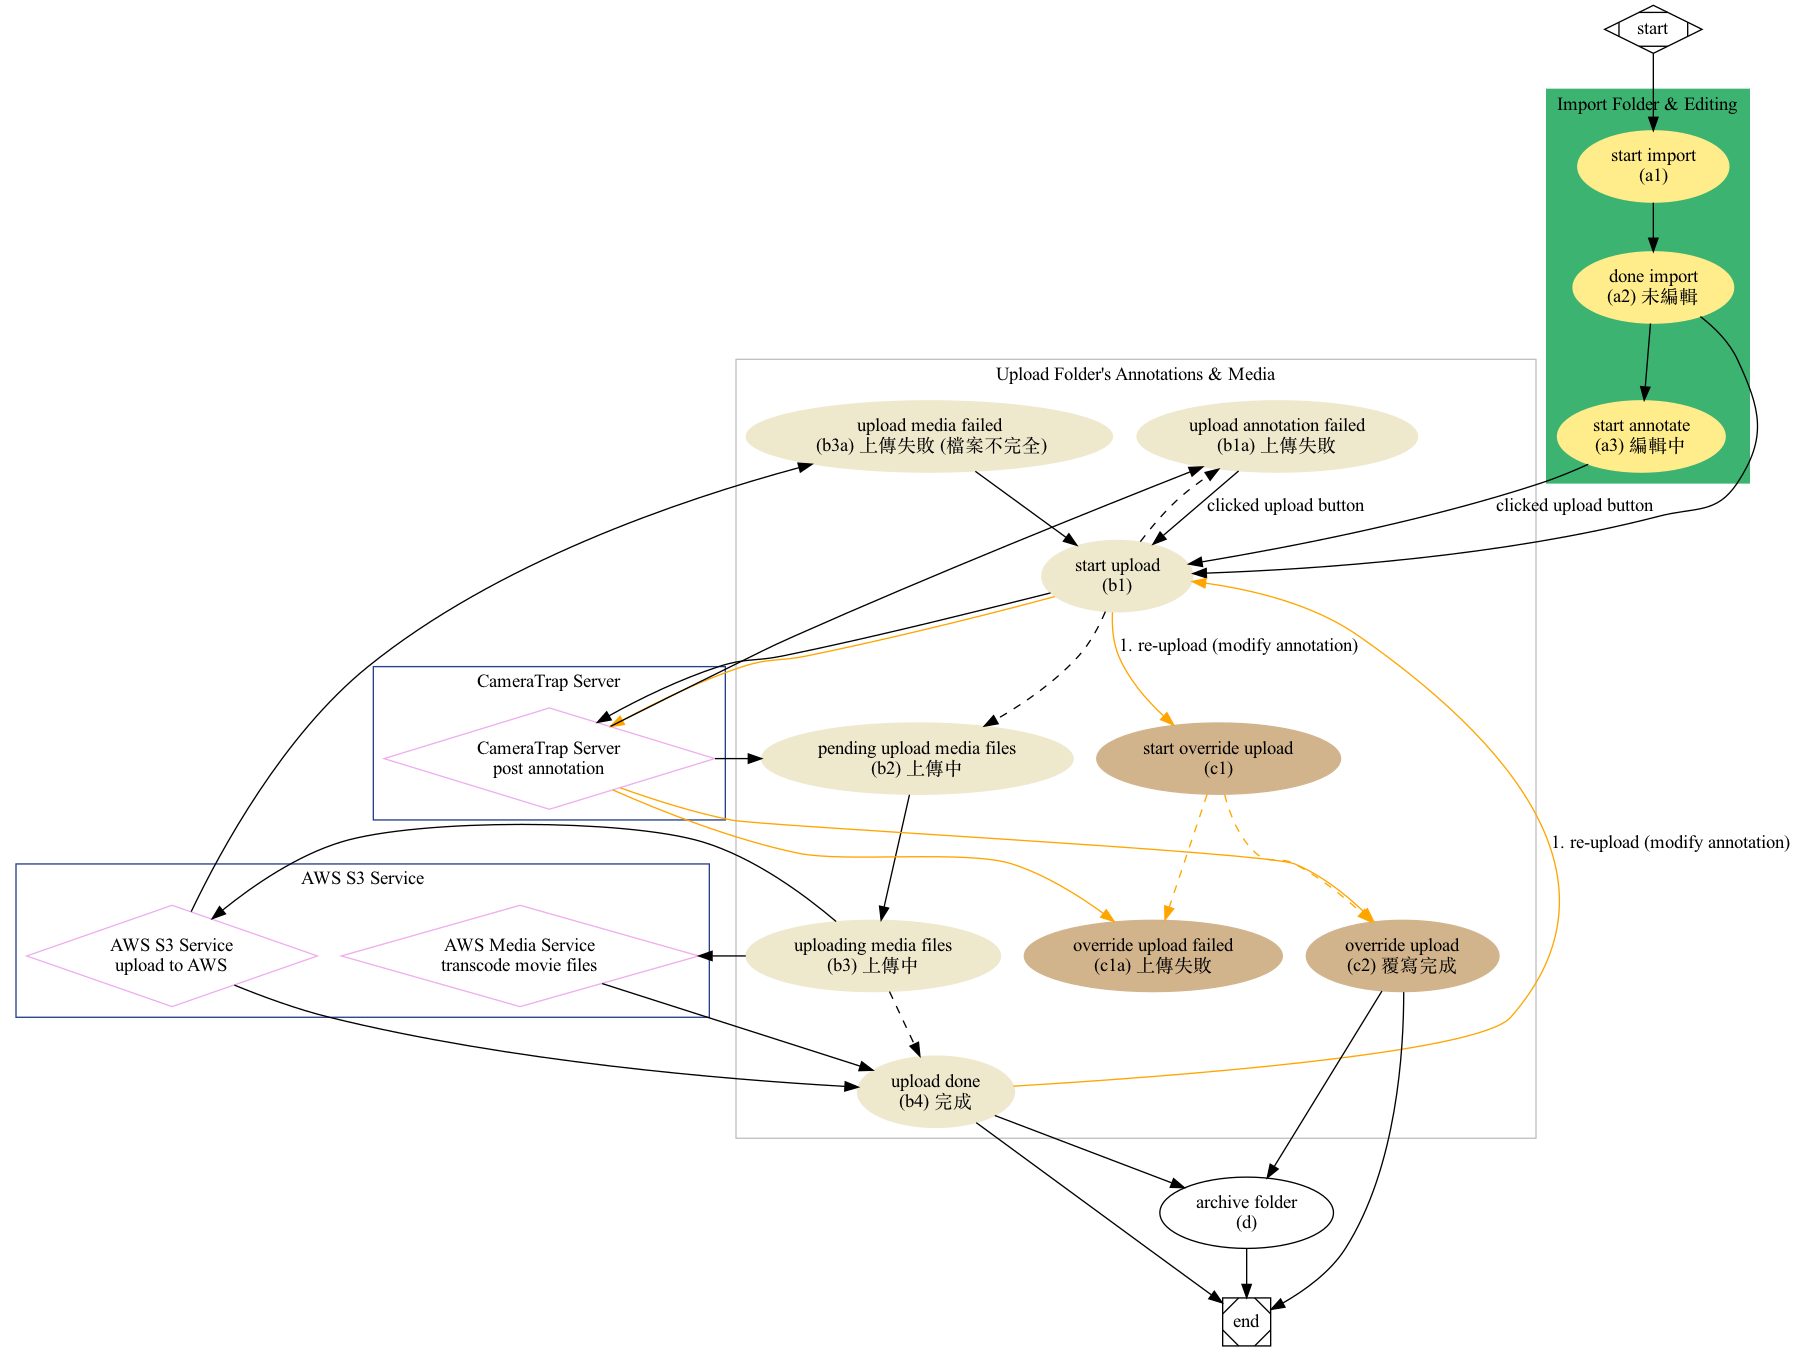 start
Import Folder & Editing
start import
(a1)
done import
(a2) 未編輯
start annotate
(a3) 編輯中
Upload Folder's Annotations & Media
upload media failed
(b3a) 上傳失敗 (檔案不完全)
upload annotation failed
(b1a) 上傳失敗
clicked upload button
clicked upload button
start upload
(b1)
1. re-upload (modify annotation)
CameraTrap Server
CameraTrap Server
post annotation
pending upload media files
(b2) 上傳中
start override upload
(c1)
1. re-upload (modify annotation)
AWS S3 Service
AWS S3 Service
upload to AWS
AWS Media Service
transcode movie files
uploading media files
(b3) 上傳中
override upload failed
(c1a) 上傳失敗
override upload
(c2) 覆寫完成
upload done
(b4) 完成
archive folder
(d)
end